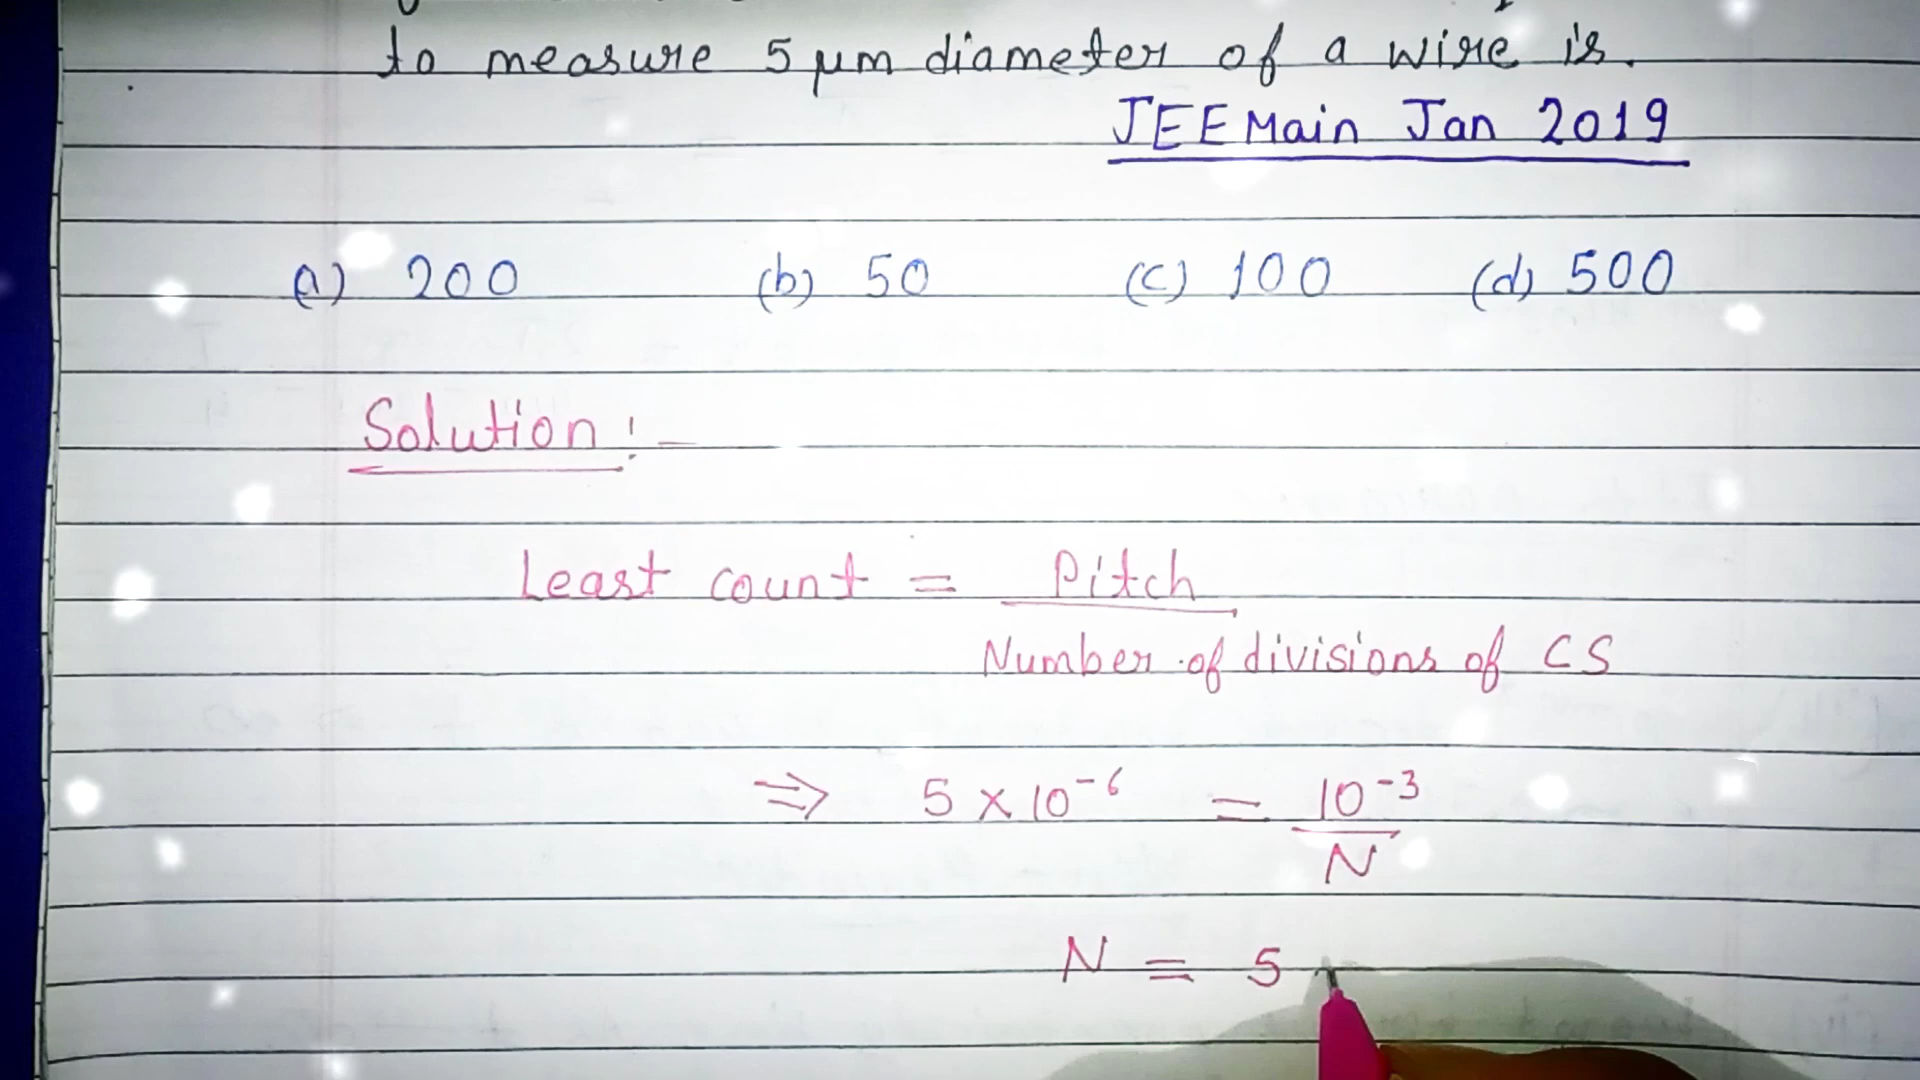 to measure 5 μm diameter of a wire is.
JEE Main Jan 2019
(a) 200 (b) 50 (c) 100 (d) 500
Solution :-
Least count = Pitch
Number of divisions of CS
⇒ 5 × 10⁻⁶ = 10⁻³
N
N = 5